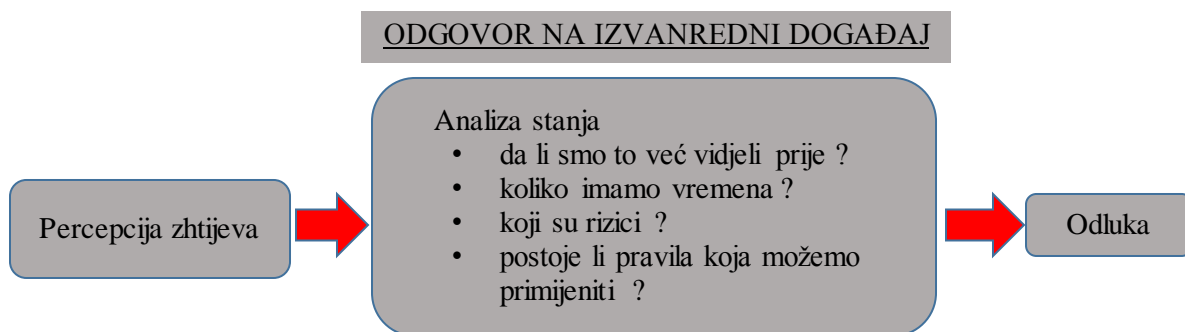 ODGOVOR NA IZVANREDNI DOGAĐAJ
Percepcija zhtijeva
Analiza stanja
• da li smo to već vidjeli prije ?
• koliko imamo vremena ?
• koji su rizici ?
• postoje li pravila koja možemo
primijeniti ?
Odluka